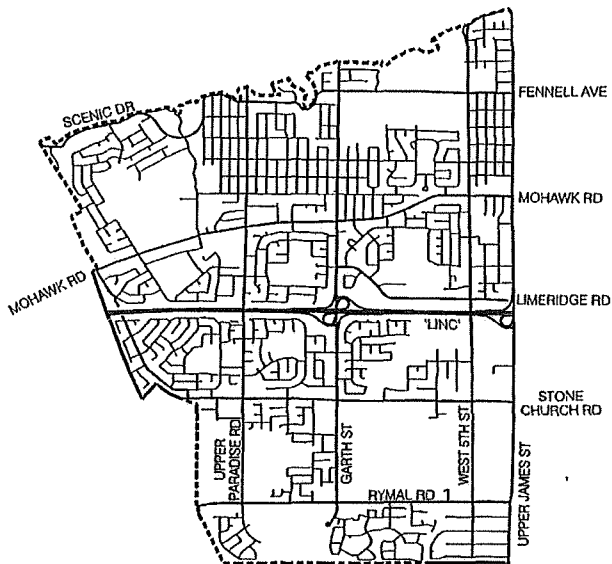 FENNELL AVE
SCENIC DR
MOHAWK RD
MOHAWK RD
LIMERIDGE RD
'LINC'
STONE
CHURCH RD
UPPER
PARADISE RD
GARTH ST
WEST 5TH ST
UPPER JAMES ST
RYMAL RD